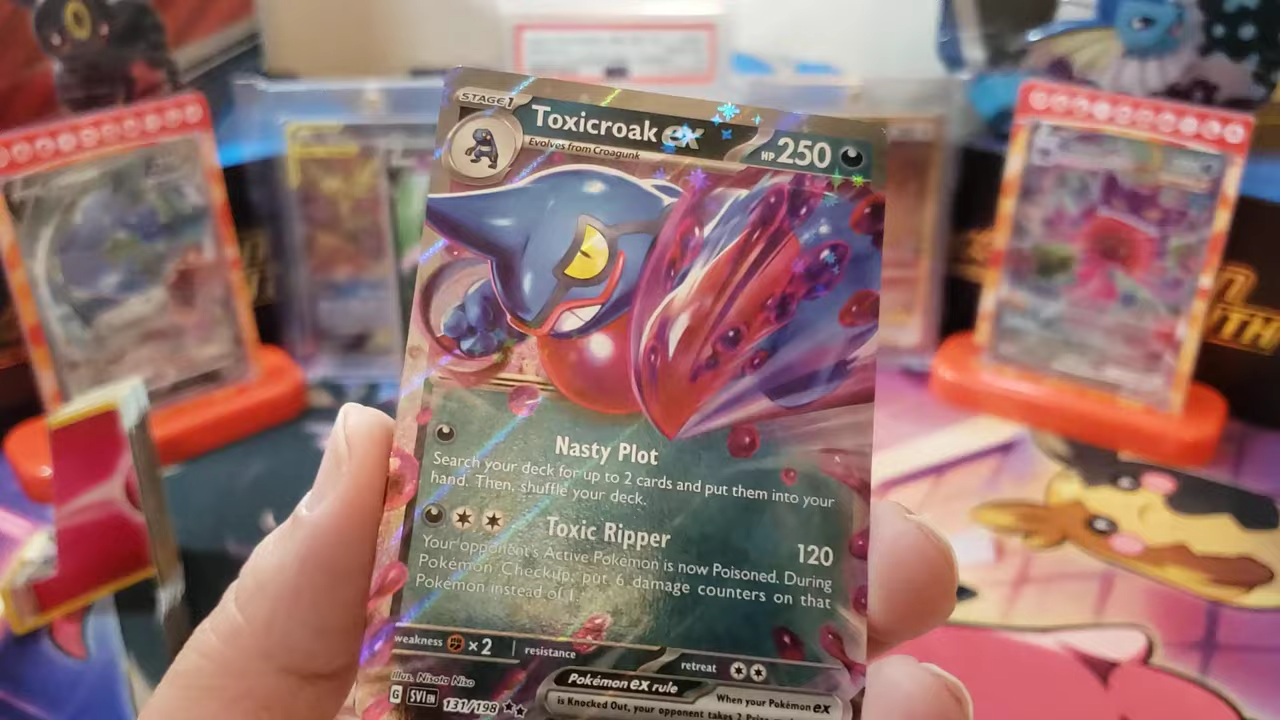 STAGE1
Toxicroak ex
HP 250
Evolves from Croagunk
Nasty Plot
Search your deck for up to 2 cards and put them into your
hand. Then, shuffle your deck.
Toxic Ripper 120
Your opponent's Active Pokémon is now Poisoned. During
Pokémon Checkup, put 6 damage counters on that
Pokémon instead of 1.
weakness ×2 resistance retreat
Illus. Nisota Niso
G SVI EN 131/198
Pokémon ex rule
When your Pokémon ex
is Knocked Out, your opponent takes 2 Prize